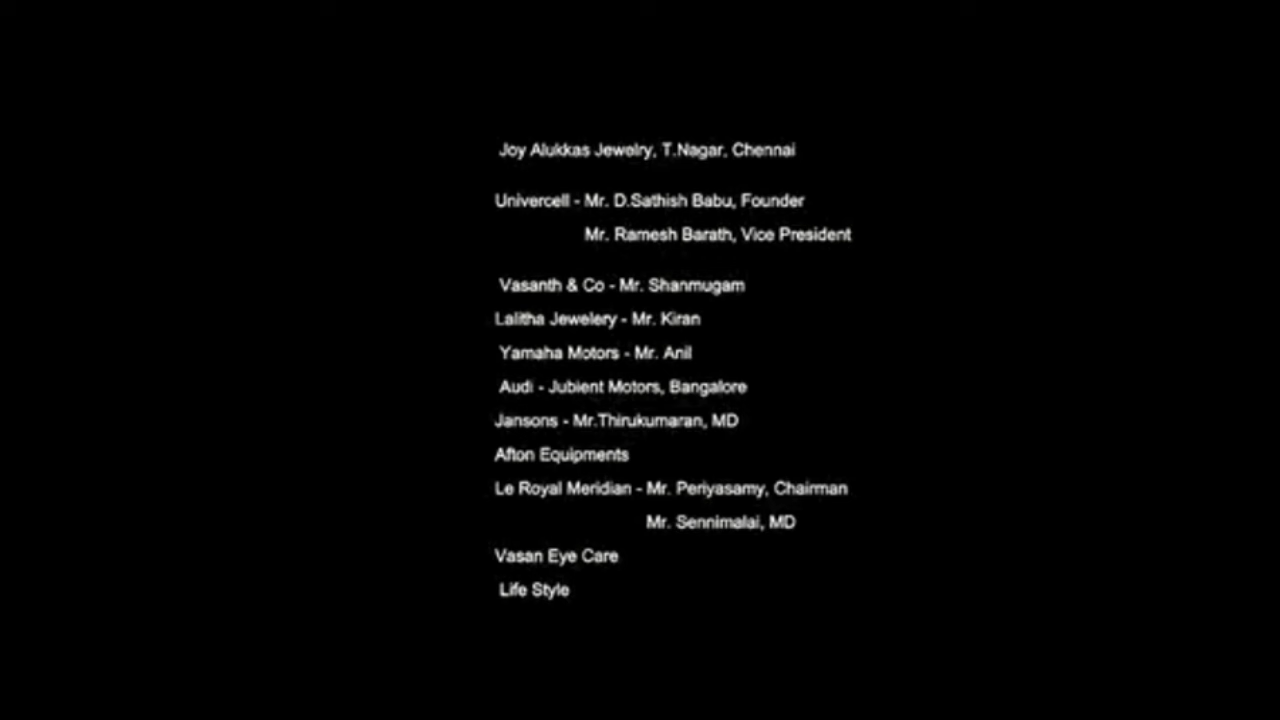 Joy Alukkas Jewelry, T.Nagar, Chennai
Univercell - Mr. D.Sathish Babu, Founder
Mr. Ramesh Barath, Vice President
Vasanth & Co - Mr. Shanmugam
Lalitha Jewelery - Mr. Kiran
Yamaha Motors - Mr. Anil
Audi - Jubient Motors, Bangalore
Jansons - Mr.Thirukumaran, MD
Afton Equipments
Le Royal Meridian - Mr. Periyasamy, Chairman
Mr. Sennimalai, MD
Vasan Eye Care
Life Style